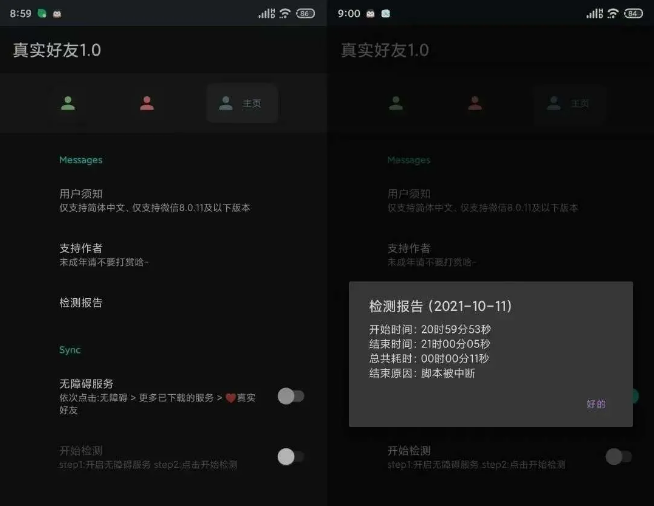 8:59
86
真实好友1.0
主页
Messages
用户须知
仅支持简体中文、仅支持微信8.0.11及以下版本
支持作者
未成年请不要打赏哈~
检测报告
Sync
无障碍服务
依次点击:无障碍 > 更多已下载的服务 > ❤️真实
好友
开始检测
step1:开启无障碍服务 step2:点击开始检测
9:00
84
真实好友1.0
主页
Messages
用户须知
仅支持简体中文、仅支持微信8.0.11及以下版本
支持作者
未成年请不要打赏哈~
检测报告 (2021-10-11)
开始时间: 20时59分53秒
结束时间: 21时00分05秒
总共耗时: 00时00分11秒
结束原因: 脚本被中断
好的
开始检测
step1:开启无障碍服务 step2:点击开始检测